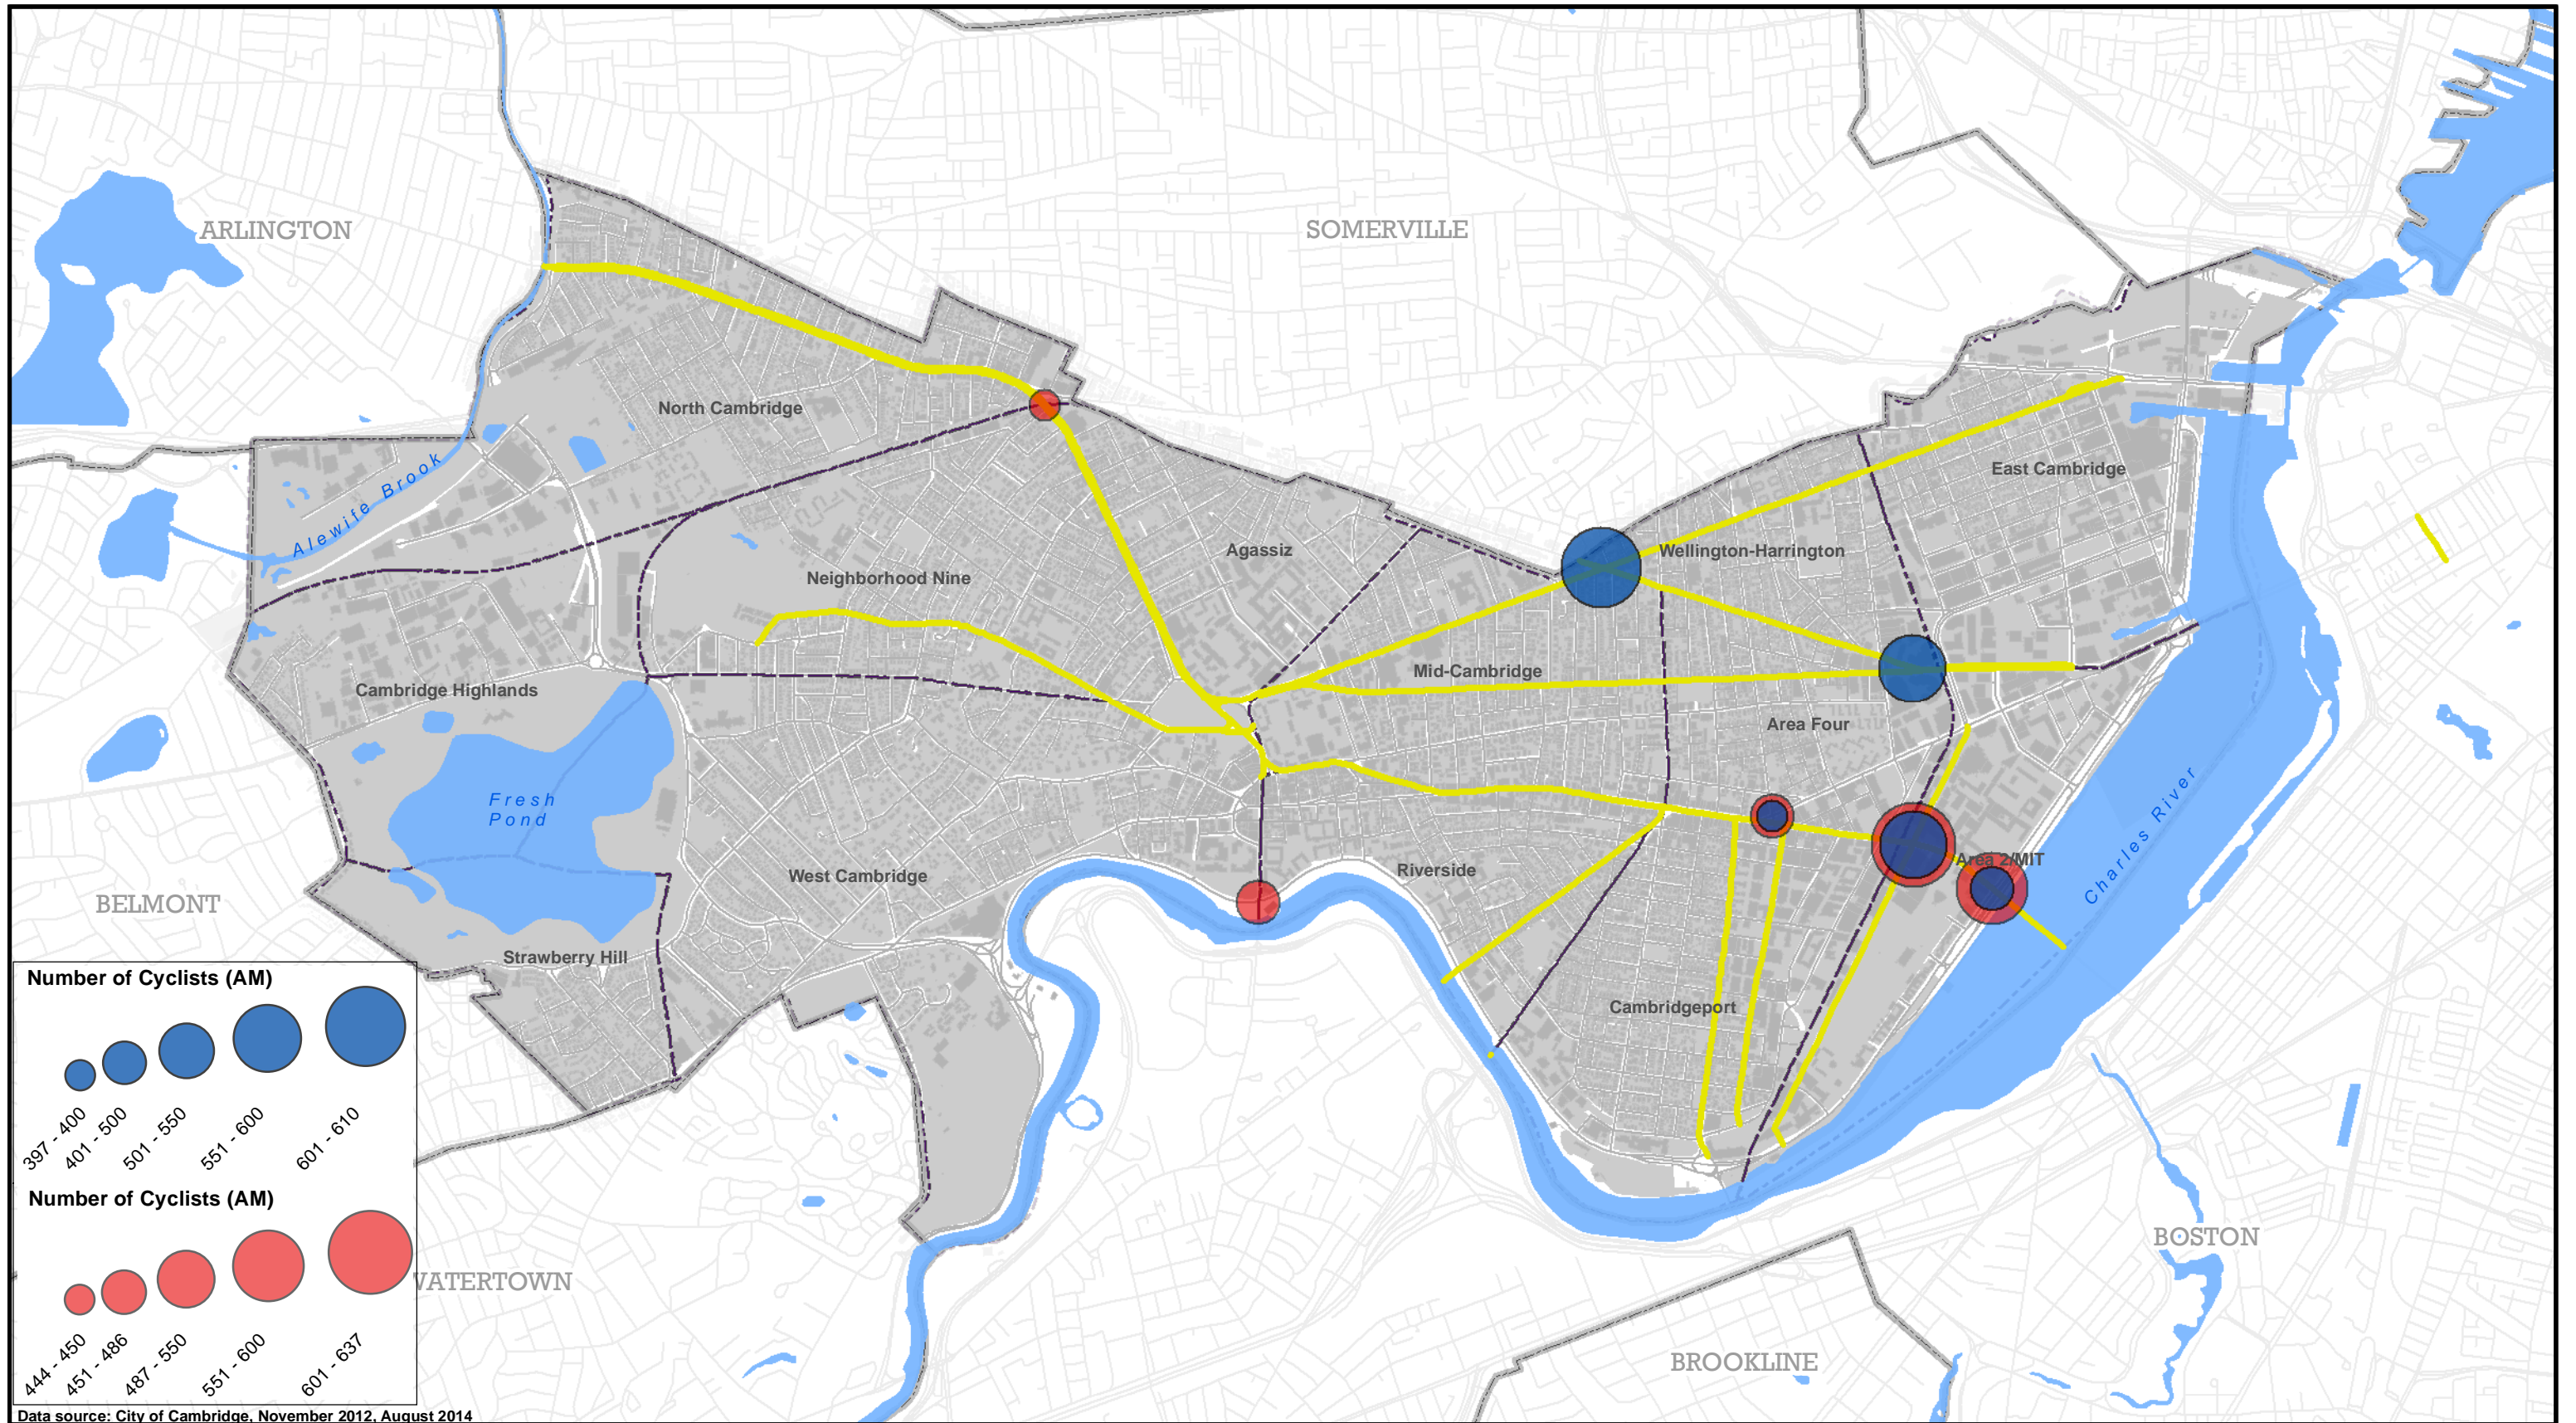 ARLINGTON
SOMERVILLE
North Cambridge
Alewife Brook
East Cambridge
Agassiz
Wellington-Harrington
Neighborhood Nine
Mid-Cambridge
Cambridge Highlands
Area Four
Fresh
Pond
Charles River
Area 2/MIT
Riverside
West Cambridge
BELMONT
Strawberry Hill
Cambridgeport
Number of Cyclists (AM)
397 - 400
401 - 500
501 - 550
551 - 600
601 - 610
Number of Cyclists (AM)
444 - 450
451 - 486
487 - 550
551 - 600
601 - 637
WATERTOWN
BOSTON
BROOKLINE
Data source: City of Cambridge, November 2012, August 2014